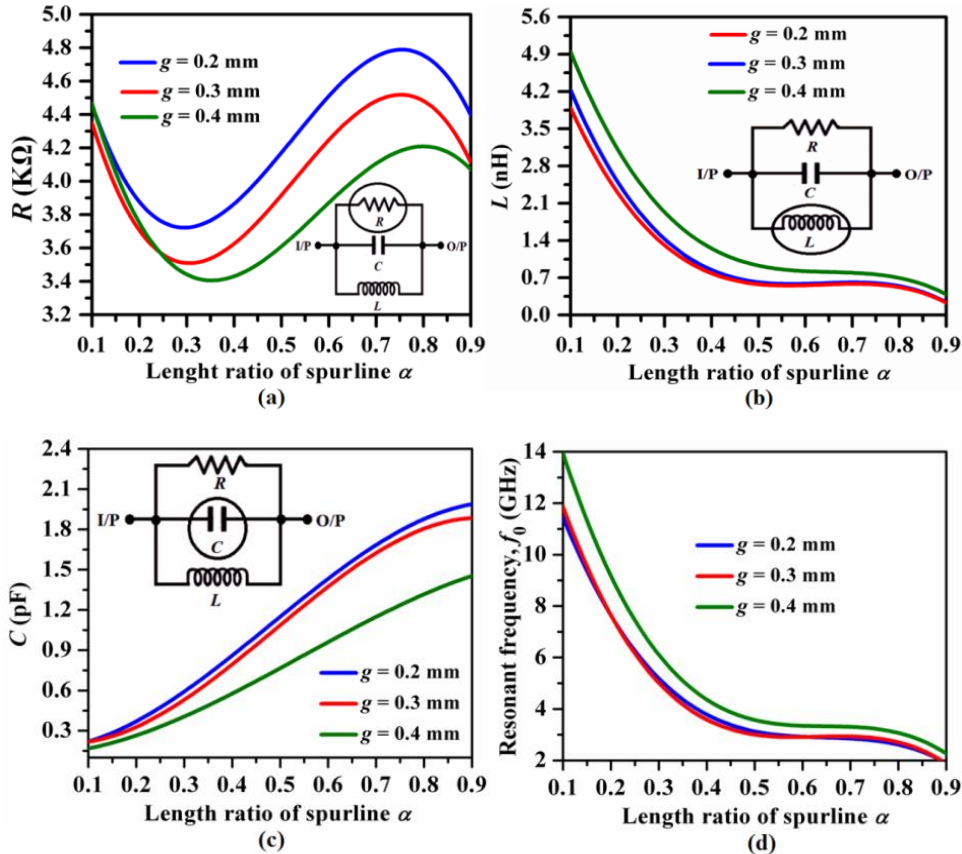 5.0
4.8
4.6
4.4
4.2
4.0
3.8
3.6
3.4
3.2
R (KΩ)
g = 0.2 mm
g = 0.3 mm
g = 0.4 mm
R
I/P
O/P
C
L
0.1 0.2 0.3 0.4 0.5 0.6 0.7 0.8 0.9
Lenght ratio of spurline α
(a)
5.6
4.9
4.2
3.5
2.8
2.1
1.4
0.7
0.0
L (nH)
g = 0.2 mm
g = 0.3 mm
g = 0.4 mm
R
I/P
O/P
C
L
0.1 0.2 0.3 0.4 0.5 0.6 0.7 0.8 0.9
Length ratio of spurline α
(b)
2.4
2.1
1.8
1.5
1.2
0.9
0.6
0.3
C (pF)
R
I/P
O/P
C
L
g = 0.2 mm
g = 0.3 mm
g = 0.4 mm
0.1 0.2 0.3 0.4 0.5 0.6 0.7 0.8 0.9
Length ratio of spurline α
(c)
14
12
10
8
6
4
2
Resonant frequency, f0 (GHz)
g = 0.2 mm
g = 0.3 mm
g = 0.4 mm
0.1 0.2 0.3 0.4 0.5 0.6 0.7 0.8 0.9
Length ratio of spurline α
(d)